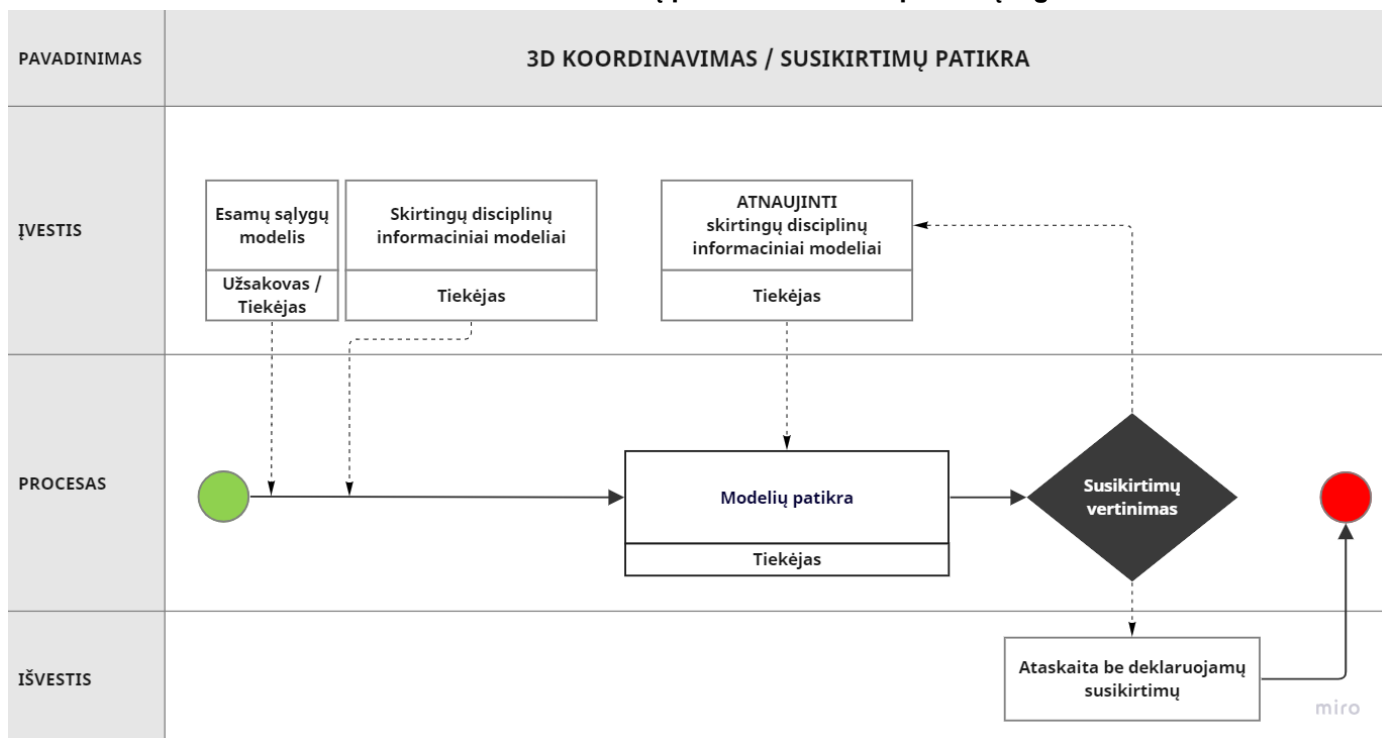 PAVADINIMAS
3D KOORDINAVIMAS / SUSIKIRTIMŲ PATIKRA
ĮVESTIS
Esamų sąlygų
modelis
Užsakovas /
Tiekėjas
Skirtingų disciplinų
informaciniai modeliai
Tiekėjas
ATNAUJINTI
skirtingų disciplinų
informaciniai modeliai
Tiekėjas
PROCESAS
Modelių patikra
Tiekėjas
Susikirtimų
vertinimas
IŠVESTIS
Ataskaita be deklaruojamų
susikirtimų
miro